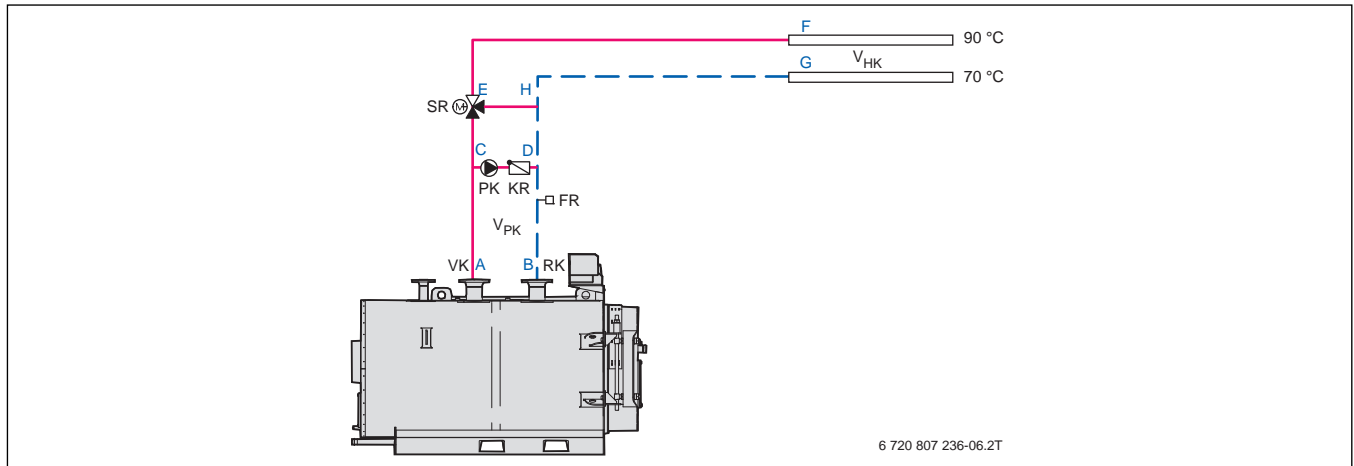 F
90 °C
V HK
G
70 °C
E
H
SR
M
C
D
PK
KR
FR
V PK
VK
A
B
RK
6 720 807 236-06.2T